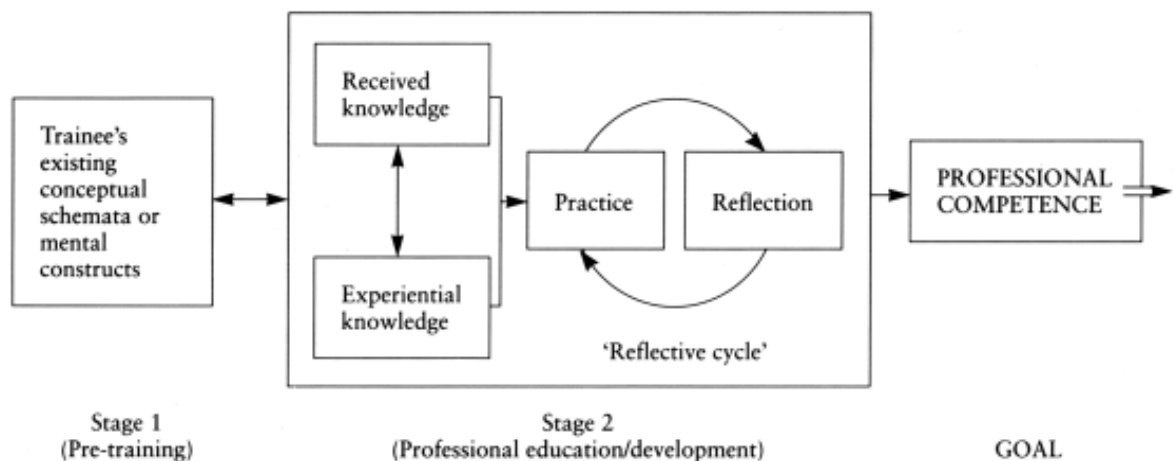 Trainee's
existing
conceptual
schemata or
mental
constructs
Received
knowledge
Experiential
knowledge
Practice
Reflection
'Reflective cycle'
PROFESSIONAL
COMPETENCE
Stage 1
(Pre-training)
Stage 2
(Professional education/development)
GOAL